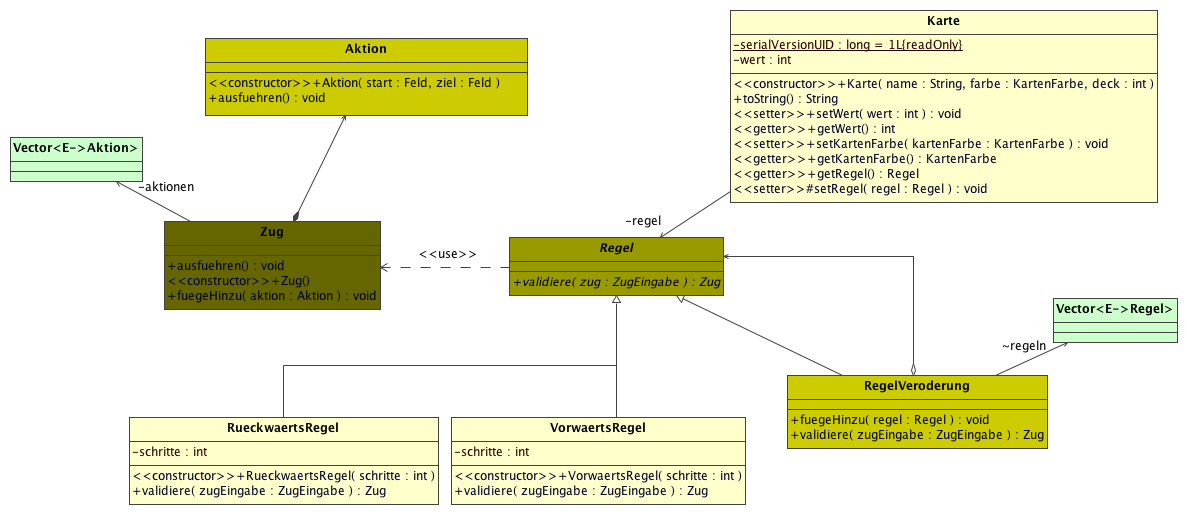 Karte
-serialVersionUID : long = 1L{readOnly}
-wert : int
<<constructor>>+Karte( name : String, farbe : KartenFarbe, deck : int )
+toString() : String
<<setter>>+setWert( wert : int ) : void
<<getter>>+getWert() : int
<<setter>>+setKartenFarbe( kartenFarbe : KartenFarbe ) : void
<<getter>>+getKartenFarbe() : KartenFarbe
<<getter>>+getRegel() : Regel
<<setter>>#setRegel( regel : Regel ) : void
Aktion
<<constructor>>+Aktion( start : Feld, ziel : Feld )
+ausfuehren() : void
Vector<E->Aktion>
-aktionen
-regel
Zug
+ausfuehren() : void
<<constructor>>+Zug()
+fuegeHinzu( aktion : Aktion ) : void
<<use>>
Regel
+validiere( zug : ZugEingabe ) : Zug
Vector<E->Regel>
~regeln
RegelVeroderung
+fuegeHinzu( regel : Regel ) : void
+validiere( zugEingabe : ZugEingabe ) : Zug
RueckwaertsRegel
-schritte : int
<<constructor>>+RueckwaertsRegel( schritte : int )
+validiere( zugEingabe : ZugEingabe ) : Zug
VorwaertsRegel
-schritte : int
<<constructor>>+VorwaertsRegel( schritte : int )
+validiere( zugEingabe : ZugEingabe ) : Zug